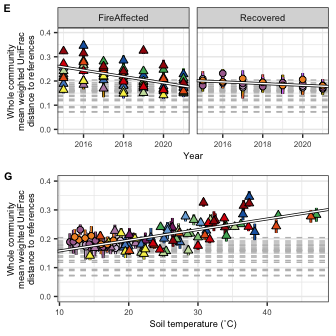 E
FireAffected
Recovered
Whole community
mean weighted UniFrac
distance to references
0.4
0.3
0.2
0.1
0.0
2016
2018
2020
2016
2018
2020
Year
G
Whole community
mean weighted UniFrac
distance to references
0.4
0.3
0.2
0.1
0.0
10
20
30
40
Soil temperature (˚C)